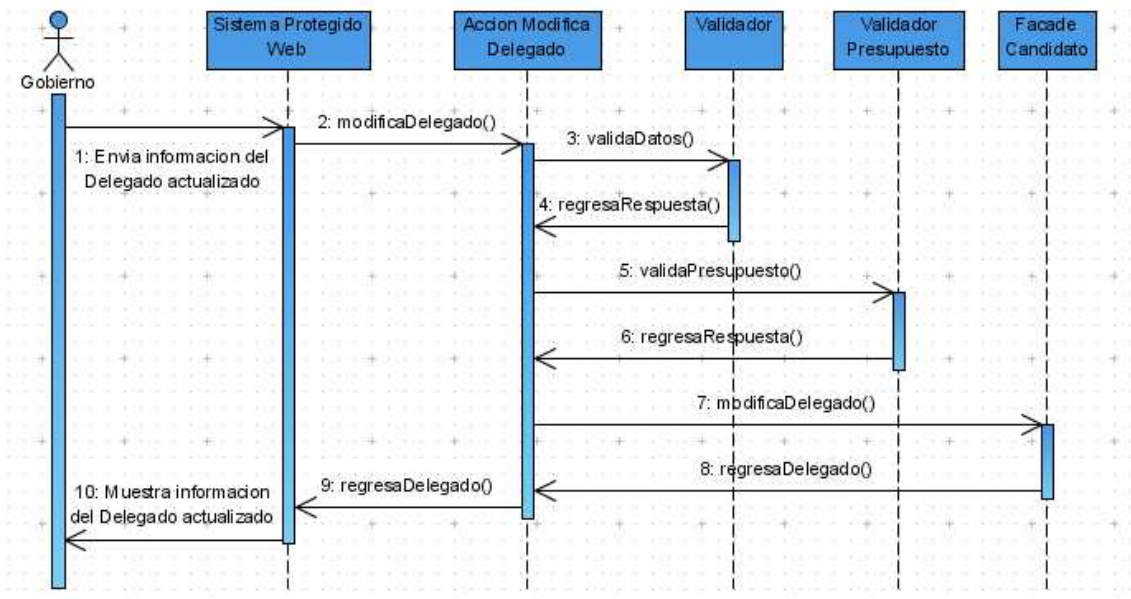 Sistema Protegido
Web
Accion Modifica
Delegado
Validador
Validador
Presupuesto
Facade
Candidato
Gobierno
1: Envia informacion del
Delegado actualizado
2: modificaDelegado()
3: validaDatos()
4: regresaRespuesta()
5: validaPresupuesto()
6: regresaRespuesta()
7: modificaDelegado()
8: regresaDelegado()
9: regresaDelegado()
10: Muestra informacion
del Delegado actualizado